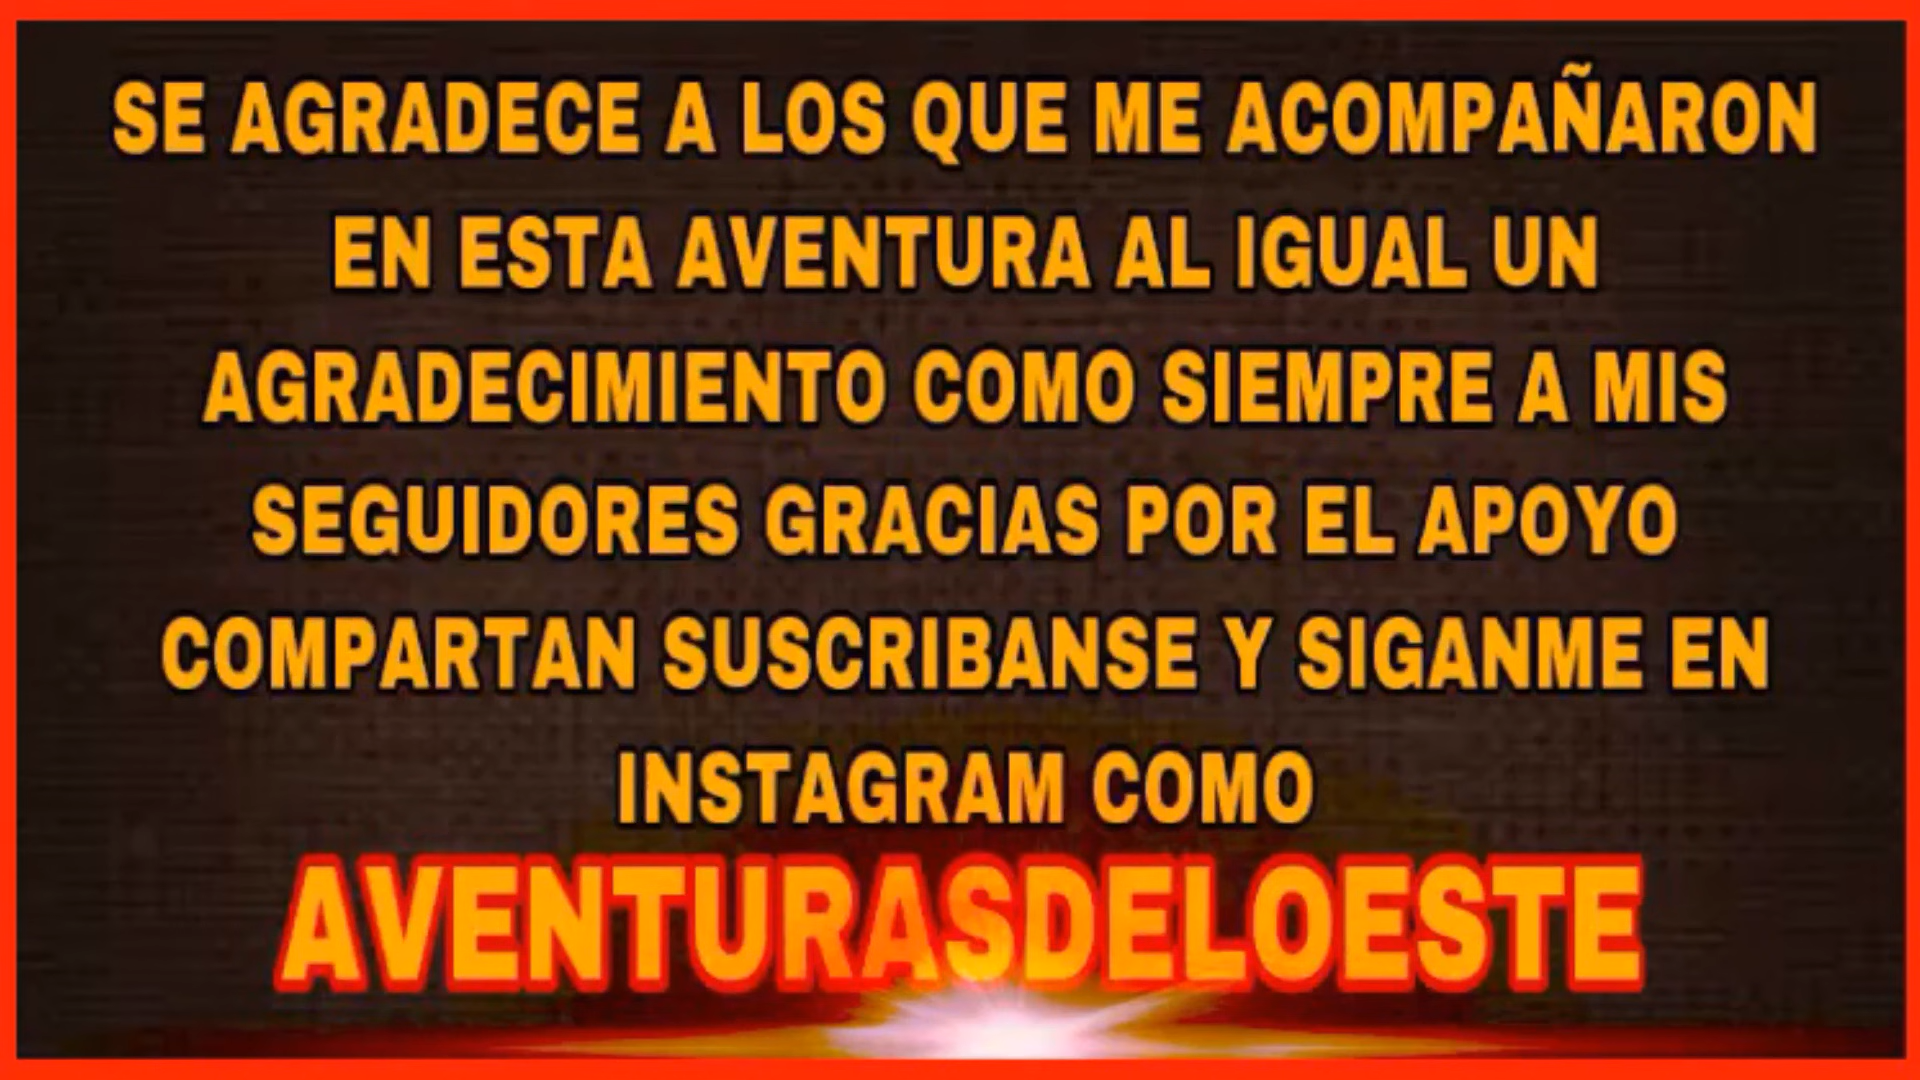 SE AGRADECE A LOS QUE ME ACOMPAÑARON
EN ESTA AVENTURA AL IGUAL UN
AGRADECIMIENTO COMO SIEMPRE A MIS
SEGUIDORES GRACIAS POR EL APOYO
COMPARTAN SUSCRIBANSE Y SIGANME EN
INSTAGRAM COMO
AVENTURASDELOESTE